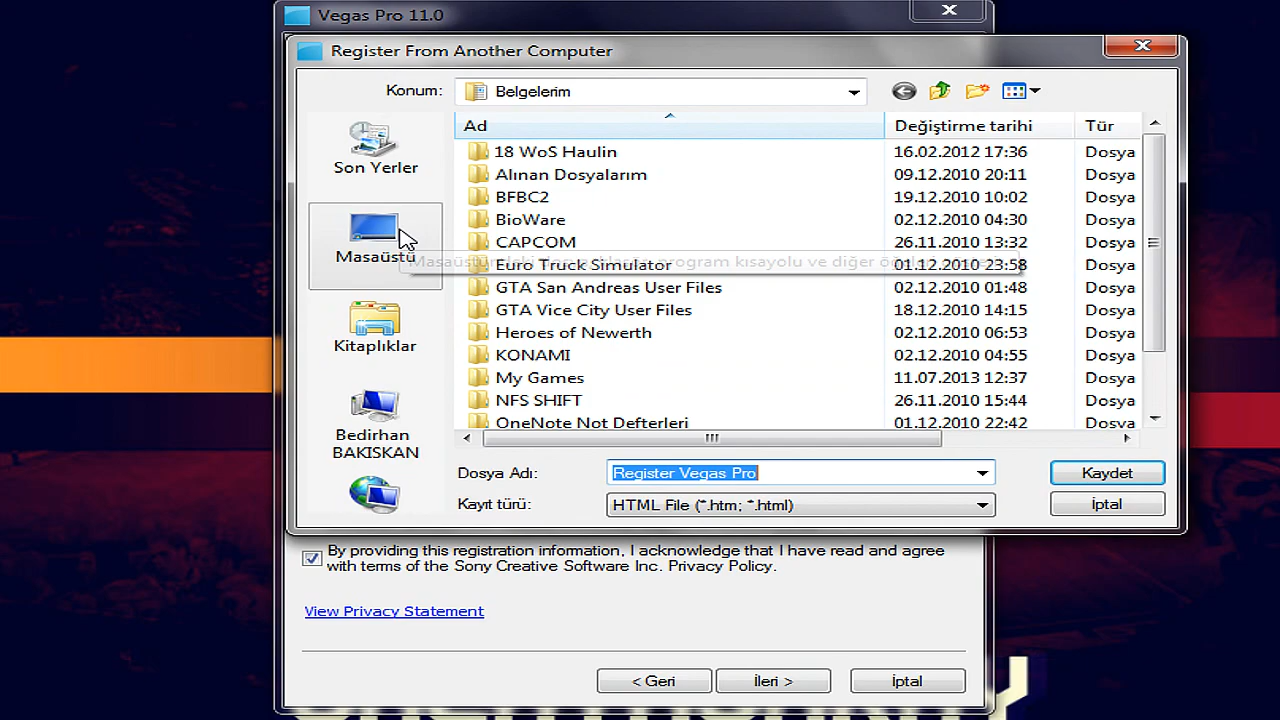 Vegas Pro 11.0
Register From Another Computer
Konum:
Belgelerim
Son Yerler
Masaüstü
Kitaplıklar
Bedirhan
BAKISKAN
Ad
Değiştirme tarihi
Tür
18 WoS Haulin 16.02.2012 17:36 Dosya
Alınan Dosyalarım 09.12.2010 20:11 Dosya
BFBC2 19.12.2010 10:02 Dosya
BioWare 02.12.2010 04:30 Dosya
CAPCOM 26.11.2010 13:32 Dosya
Euro Truck Simulator 01.12.2010 23:58 Dosya
GTA San Andreas User Files 02.12.2010 01:48 Dosya
GTA Vice City User Files 18.12.2010 14:15 Dosya
Heroes of Newerth 02.12.2010 06:53 Dosya
KONAMI 02.12.2010 04:55 Dosya
My Games 11.07.2013 12:37 Dosya
NFS SHIFT 26.11.2010 15:44 Dosya
OneNote Not Defterleri 01.12.2010 22:42 Dosya
program kısayolu ve diğer
Dosya Adı:
Register Vegas Pro
Kaydet
Kayıt türü:
HTML File (*.htm; *.html)
İptal
By providing this registration information, I acknowledge that I have read and agree
with terms of the Sony Creative Software Inc. Privacy Policy.
View Privacy Statement
< Geri
İleri >
İptal